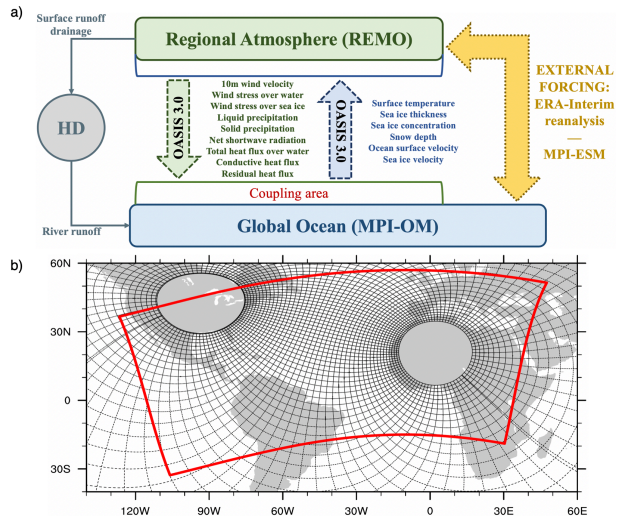 a)
Surface runoff
drainage
Regional Atmosphere (REMO)
HD
OASIS 3.0
10m wind velocity
Wind stress over water
Wind stress over sea ice
Liquid precipitation
Solid precipitation
Net shortwave radiation
Total heat flux over water
Conductive heat flux
Residual heat flux
OASIS 3.0
Surface temperature
Sea ice thickness
Sea ice concentration
Snow depth
Ocean surface velocity
Sea ice velocity
EXTERNAL
FORCING:
ERA-Interim
reanalysis
—
MPI-ESM
Coupling area
River runoff
Global Ocean (MPI-OM)
b)
60N
30N
0
30S
120W
90W
60W
30W
0
30E
60E